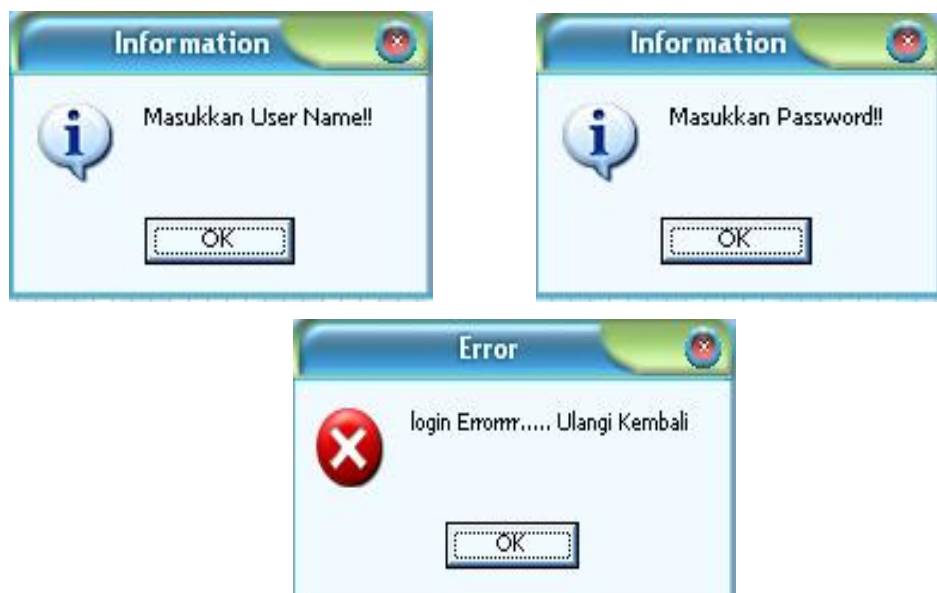 Information
Masukkan User Name!!
OK
Information
Masukkan Password!!
OK
Error
login Errorrrr..... Ulangi Kembali
OK